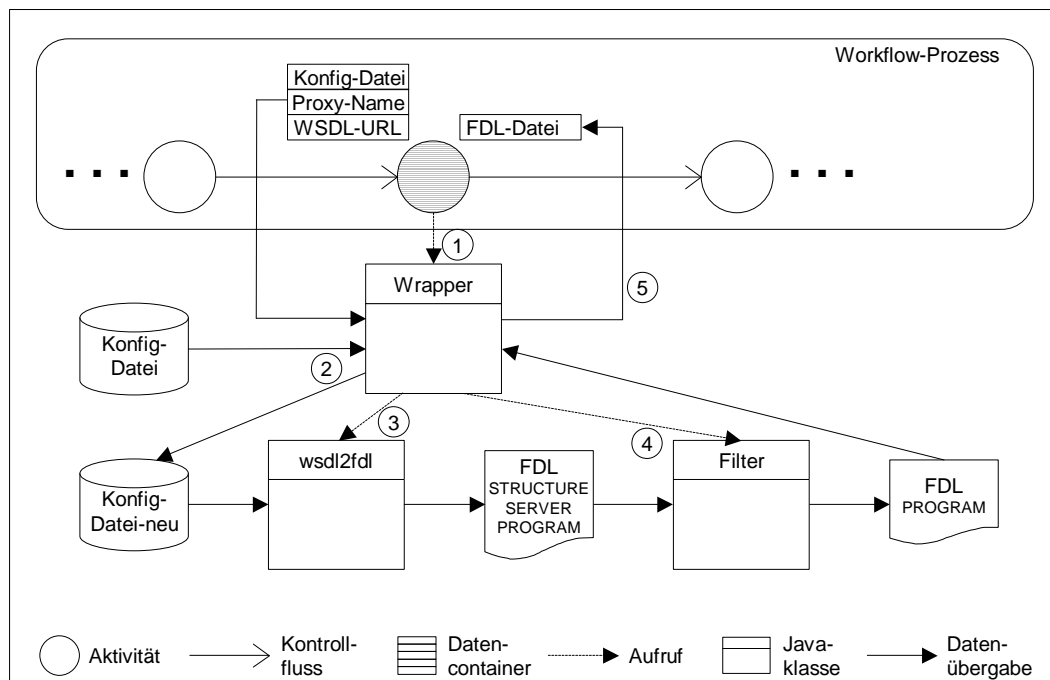 Workflow-Prozess
Konfig-Datei
Proxy-Name
WSDL-URL
FDL-Datei
. . .
. . .
1
Wrapper
5
Konfig-
Datei
2
3
4
Konfig-
Datei-neu
wsdl2fdl
FDL
STRUCTURE
SERVER
PROGRAM
Filter
FDL
PROGRAM
Aktivität
Kontroll-
fluss
Daten-
container
Aufruf
Java-
klasse
Daten-
übergabe